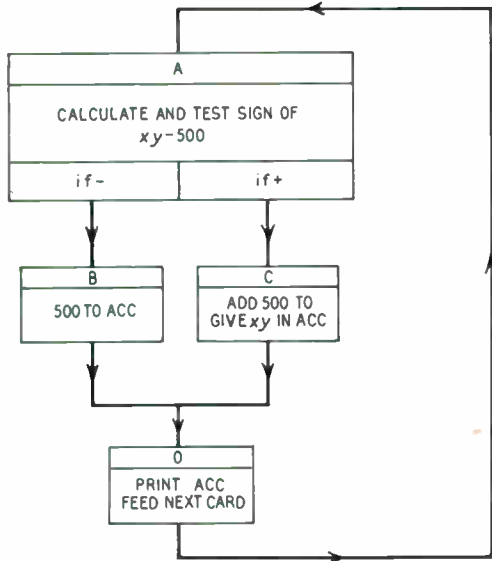 A
CALCULATE AND TEST SIGN OF
xy-500
if-
if+
B
500 TO ACC
C
ADD 500 TO
GIVE xy IN ACC
O
PRINT ACC
FEED NEXT CARD